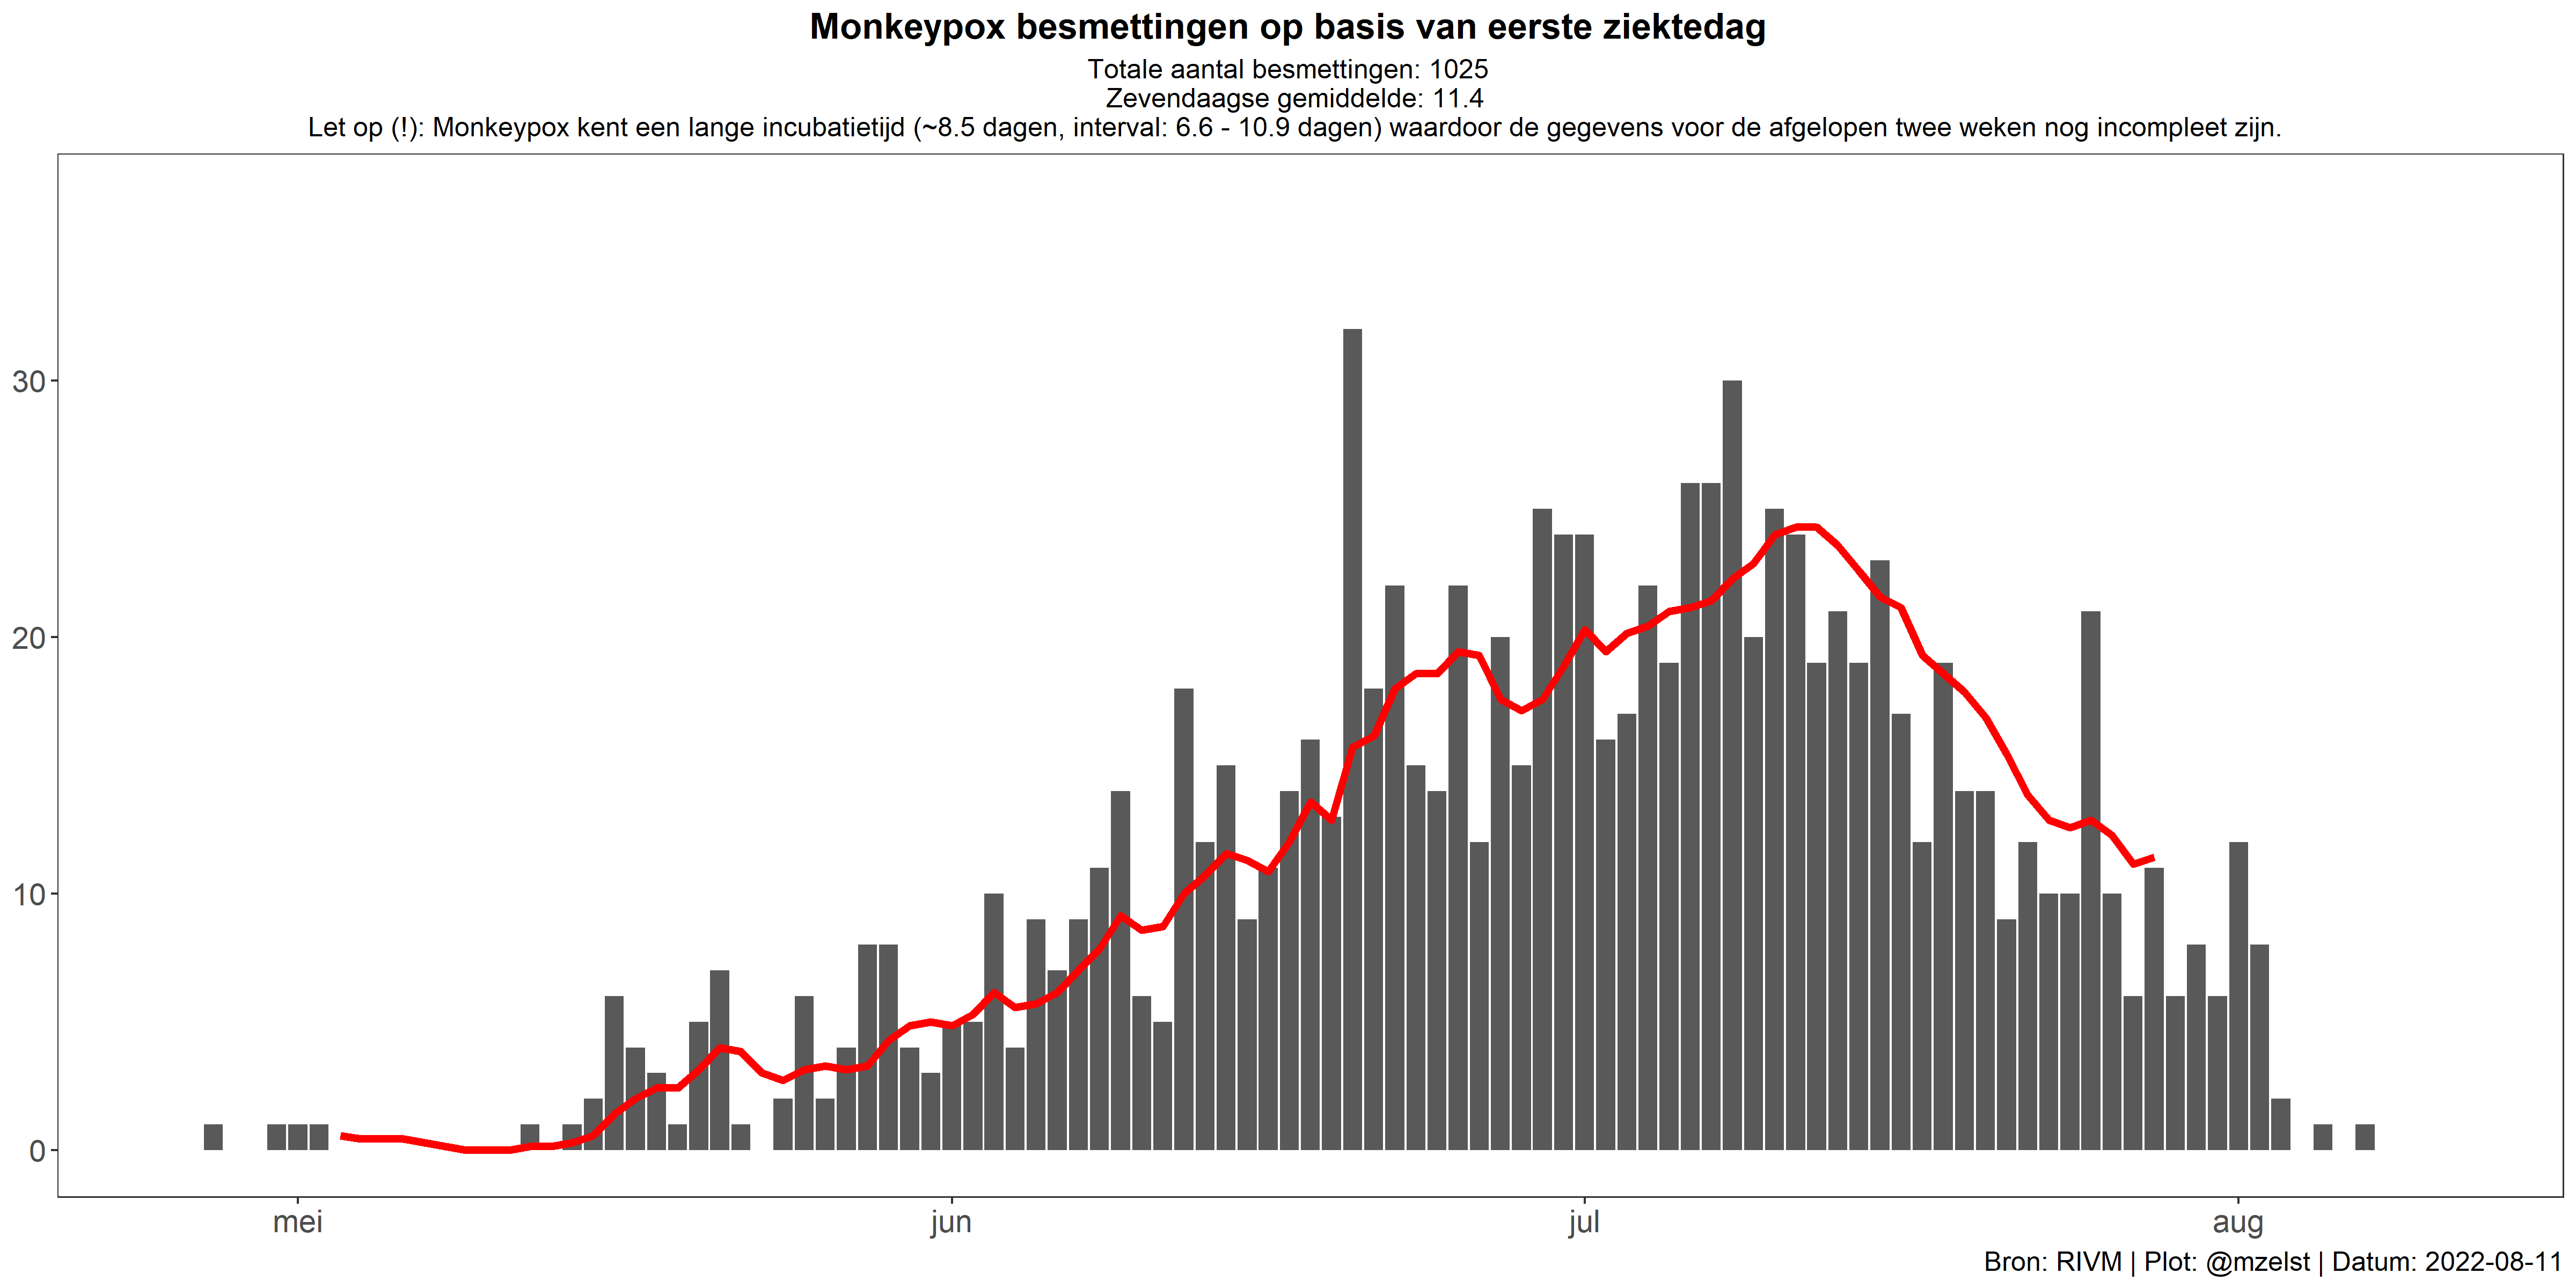 Monkeypox besmettingen op basis van eerste ziektedag
Totale aantal besmettingen: 1025
Zevendaagse gemiddelde: 11.4
Let op (!): Monkeypox kent een lange incubatietijd (~8.5 dagen, interval: 6.6 - 10.9 dagen) waardoor de gegevens voor de afgelopen twee weken nog incompleet zijn.
30
20
10
0
mei jun jul aug
Bron: RIVM | Plot: @mzelst | Datum: 2022-08-11